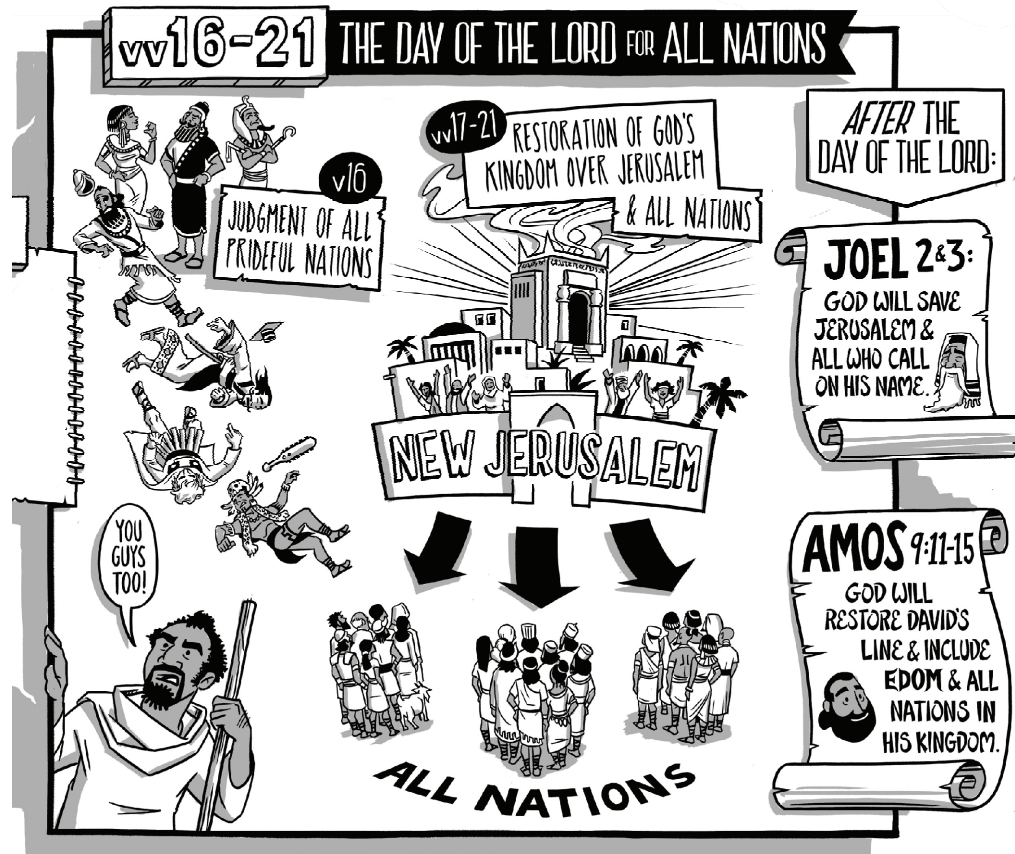 vv16-21 THE DAY OF THE LORD FOR ALL NATIONS
v16
JUDGMENT OF ALL
PRIDEFUL NATIONS
vv17-21
RESTORATION OF GOD'S
KINGDOM OVER JERUSALEM
& ALL NATIONS
NEW JERUSALEM
ALL NATIONS
YOU
GUYS
TOO!
AFTER THE
DAY OF THE LORD:
JOEL 2&3:
GOD WILL SAVE
JERUSALEM &
ALL WHO CALL
ON HIS NAME.
AMOS 9:11-15
GOD WILL
RESTORE DAVID'S
LINE & INCLUDE
EDOM & ALL
NATIONS IN
HIS KINGDOM.